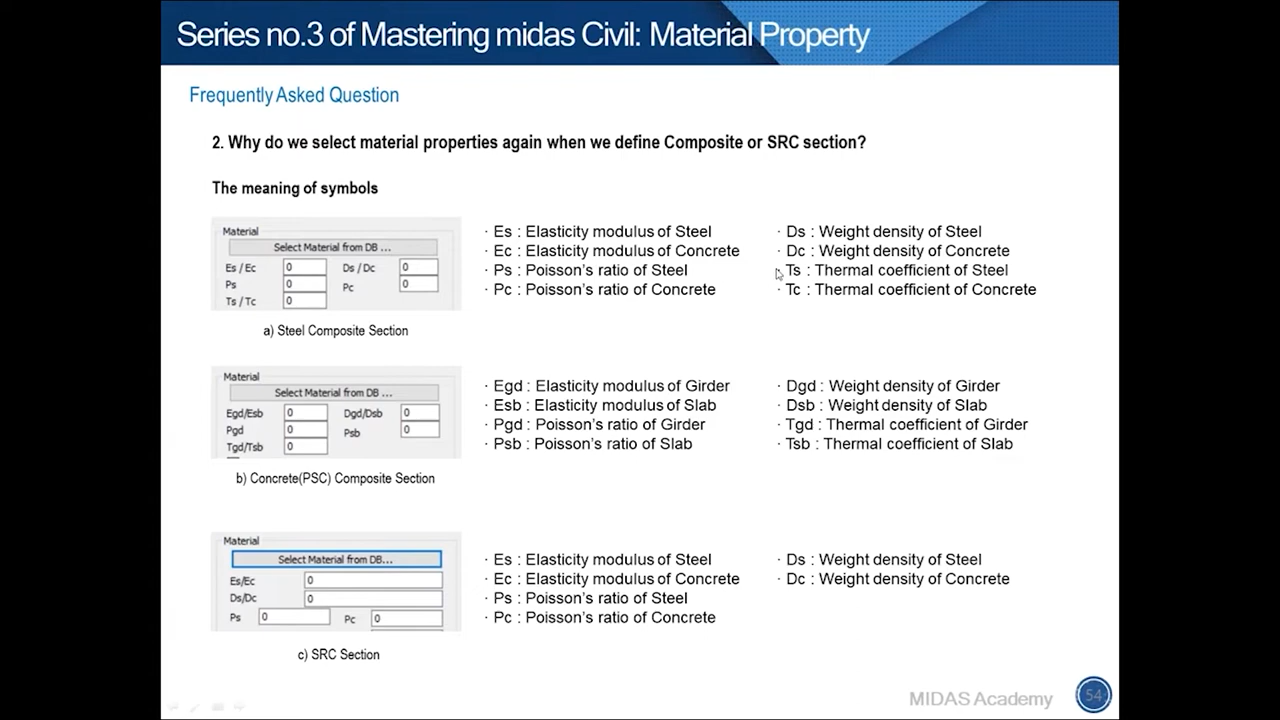 Series no.3 of Mastering midas Civil: Material Property
Frequently Asked Question
2. Why do we select material properties again when we define Composite or SRC section?
The meaning of symbols
Material
Select Material from DB ...
Es / Ec 0 Ds / Dc 0
Ps 0 Pc 0
Ts / Tc 0
a) Steel Composite Section
· Es : Elasticity modulus of Steel
· Ec : Elasticity modulus of Concrete
· Ps : Poisson's ratio of Steel
· Pc : Poisson's ratio of Concrete
· Ds : Weight density of Steel
· Dc : Weight density of Concrete
· Ts : Thermal coefficient of Steel
· Tc : Thermal coefficient of Concrete
Material
Select Material from DB ...
Egd/Esb 0 Dgd/Dsb 0
Pgd 0 Psb 0
Tgd/Tsb 0
b) Concrete(PSC) Composite Section
· Egd : Elasticity modulus of Girder
· Esb : Elasticity modulus of Slab
· Pgd : Poisson's ratio of Girder
· Psb : Poisson's ratio of Slab
· Dgd : Weight density of Girder
· Dsb : Weight density of Slab
· Tgd : Thermal coefficient of Girder
· Tsb : Thermal coefficient of Slab
Material
Select Material from DB...
Es/Ec 0
Ds/Dc 0
Ps 0 Pc 0
c) SRC Section
· Es : Elasticity modulus of Steel
· Ec : Elasticity modulus of Concrete
· Ps : Poisson's ratio of Steel
· Pc : Poisson's ratio of Concrete
· Ds : Weight density of Steel
· Dc : Weight density of Concrete
MIDAS Academy
54